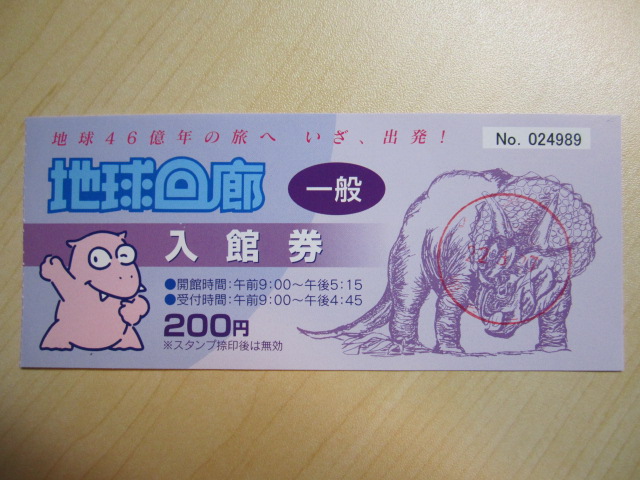 地球46億年の旅へ いざ、出発!
No. 024989
地球回廊
一般
入館券
●開館時間:午前9:00～午後5:15
●受付時間:午前9:00～午後4:45
200円
※スタンプ捺印後は無効